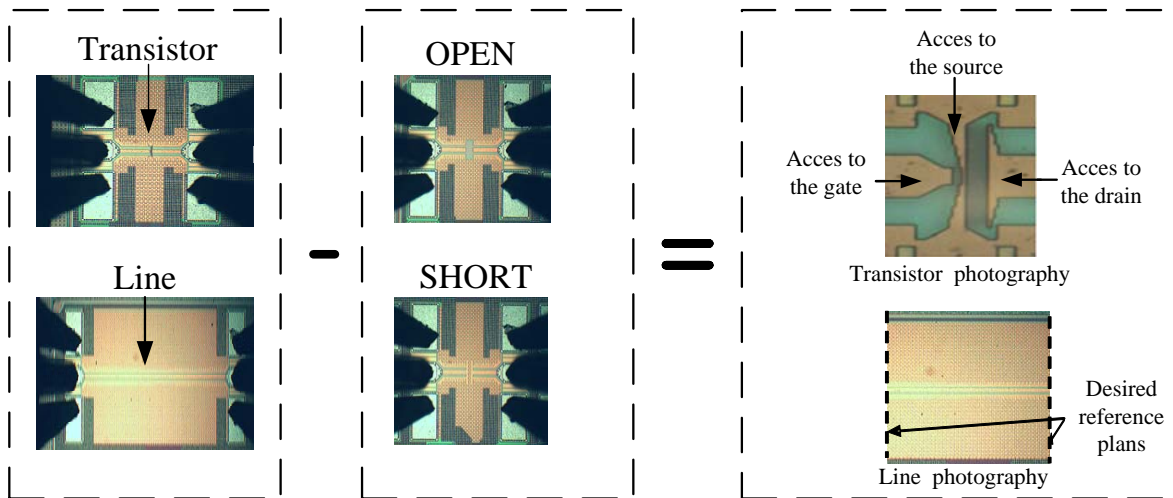 Transistor
Line
OPEN
SHORT
Acces to
the source
Acces to
the gate
Acces to
the drain
Transistor photography
Desired
reference
plans
Line photography